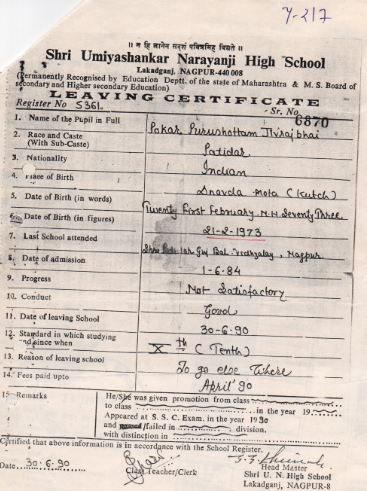 Y-217
॥ न हि ज्ञानेन सदृशं पवित्रमिह विद्यते ॥
Shri Umiyashankar Narayanji High School
Lakadganj, NAGPUR-440 008
(Permanently Recognised by Education Deptt. of the state of Maharashtra & M. S. Board of
secondary and Higher secondary Education)
LEAVING CERTIFICATE
Register No 5361. Sr. No. 6870
1. Name of the Pupil in Full Pokar Purushottam Jivrajbhai
2. Race and Caste Patidar
(With Sub-Caste)
3. Nationality Indian
4. Place of Birth Mota (Kutch)
5. Date of Birth (in words) Twenty First February N.H. Seventy Three
6. Date of Birth (in figures) 21-2-1973
7. Last School attended Bal Nagpur
8. Date of admission 1-6-84
9. Progress Not Satisfactory
10. Conduct Good
11. Date of leaving School 30-6-90
12. Standard in which studying X th (Tenth)
and since when
13. Reason of leaving school To go else Where
14. Fees paid upto April '90
15. Remarks He/She was given promotion from class
to class in the year 19
Appeared at S. S. C. Exam. in the year 1990
and passed/failed in division.
with distinction in
Certified that above information is in accordance with the School Register.
Date 30-6-90 Class Teacher/Clerk Head Master
Shri U. N. High School
Lakadganj, NAGPUR-8